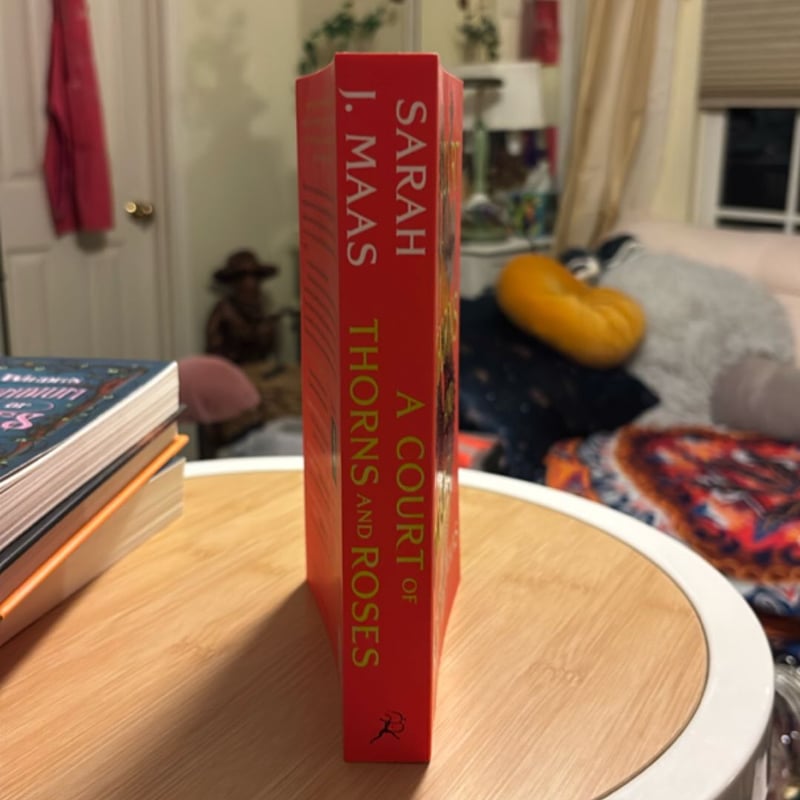 SARAH
J. MAAS
A COURT OF
THORNS AND ROSES